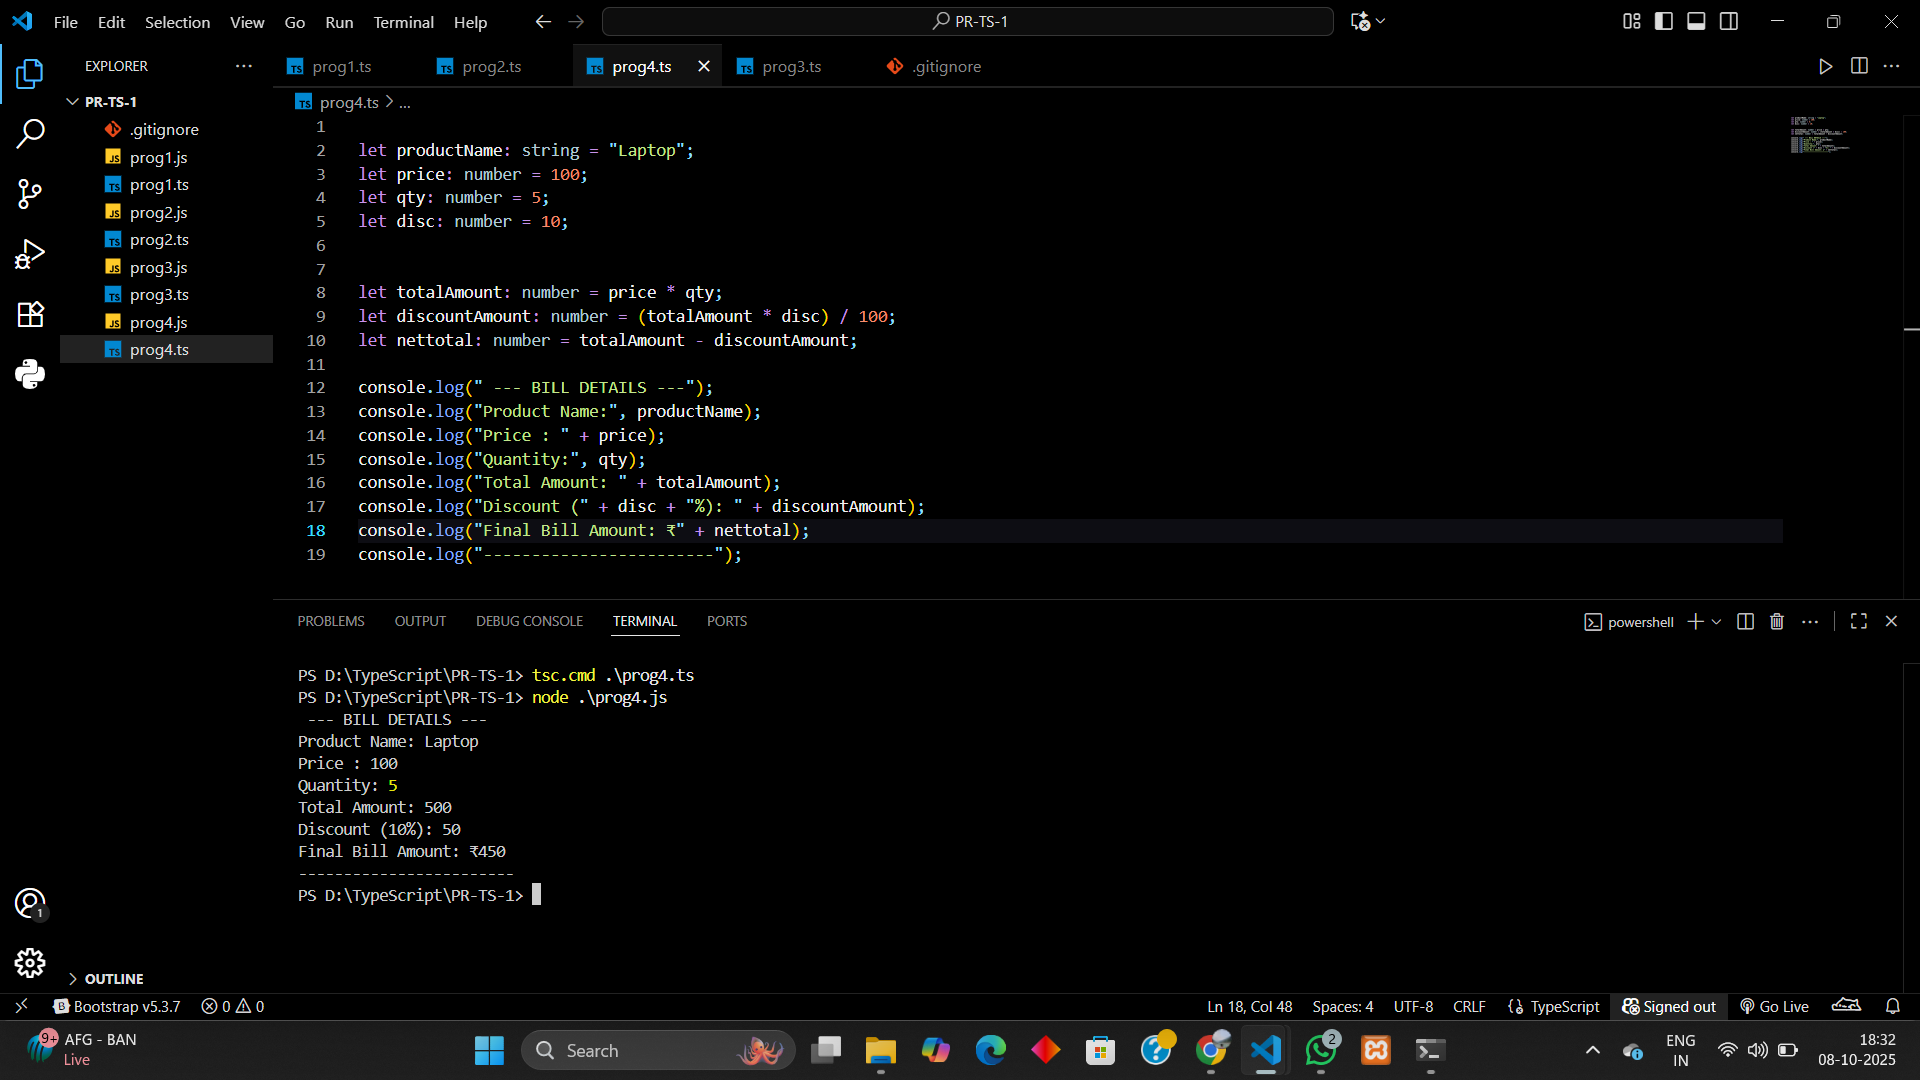 File Edit Selection View Go Run Terminal Help
PR-TS-1
EXPLORER
prog1.ts
prog2.ts
prog4.ts
prog3.ts
.gitignore
PR-TS-1
.gitignore
prog1.js
prog1.ts
prog2.js
prog2.ts
prog3.js
prog3.ts
prog4.js
prog4.ts
OUTLINE
prog4.ts > ...
1
2 let productName: string = "Laptop";
3 let price: number = 100;
4 let qty: number = 5;
5 let disc: number = 10;
6
7
8 let totalAmount: number = price * qty;
9 let discountAmount: number = (totalAmount * disc) / 100;
10 let nettotal: number = totalAmount - discountAmount;
11
12 console.log(" --- BILL DETAILS ---");
13 console.log("Product Name:", productName);
14 console.log("Price : " + price);
15 console.log("Quantity:", qty);
16 console.log("Total Amount: " + totalAmount);
17 console.log("Discount (" + disc + "%): " + discountAmount);
18 console.log("Final Bill Amount: ₹" + nettotal);
19 console.log("------------------------");
PROBLEMS OUTPUT DEBUG CONSOLE TERMINAL PORTS
powershell
PS D:\TypeScript\PR-TS-1> tsc.cmd .\prog4.ts
PS D:\TypeScript\PR-TS-1> node .\prog4.js
 --- BILL DETAILS ---
Product Name: Laptop
Price : 100
Quantity: 5
Total Amount: 500
Discount (10%): 50
Final Bill Amount: ₹450
------------------------
PS D:\TypeScript\PR-TS-1>
Bootstrap v5.3.7 0 0
Ln 18, Col 48 Spaces: 4 UTF-8 CRLF TypeScript Signed out Go Live
9+
AFG - BAN
Live
Search
2
ENG
IN
18:32
08-10-2025